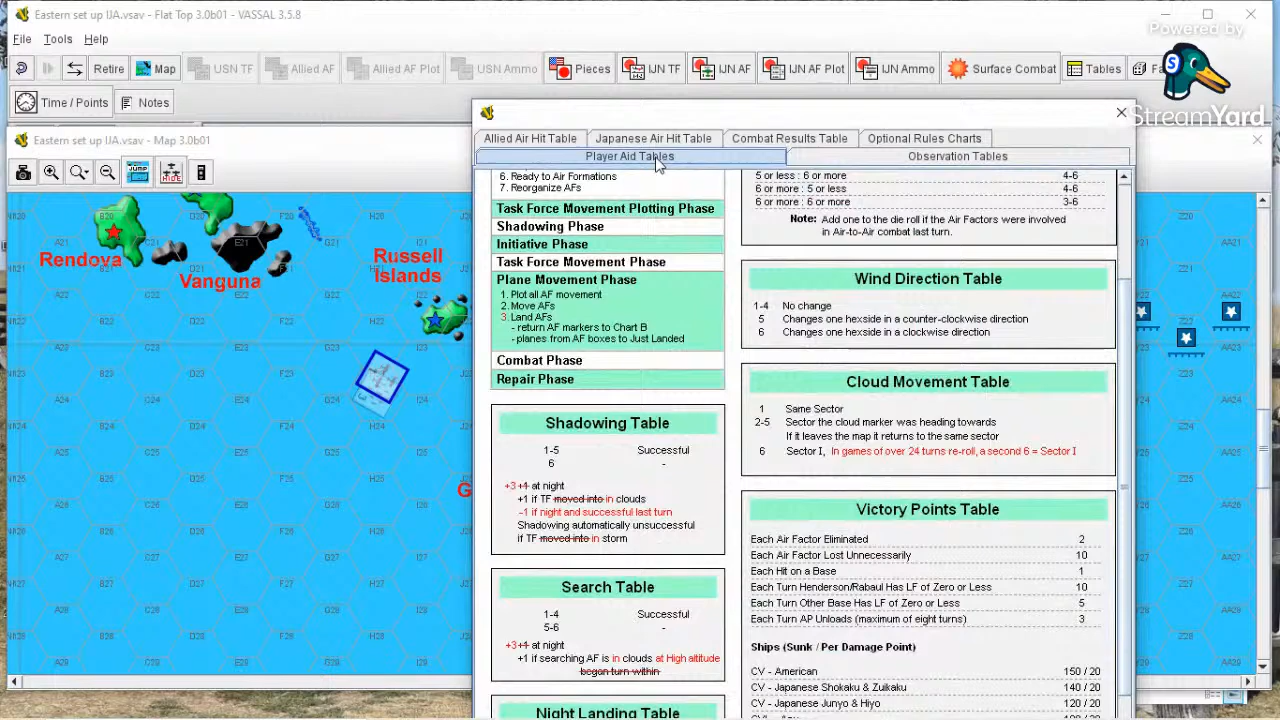 Eastern set up IJA.vsav - Flat Top 3.0b01 - VASSAL 3.5.8
Powered by
File Tools Help
Retire Map USN TF Allied AF Allied AF Plot USN Ammo Pieces IJN TF IJN AF IJN AF Plot IJN Ammo Surface Combat Tables
StreamYard
Time / Points Notes
Eastern set up IJA.vsav - Map 3.0b01
Allied Air Hit Table Japanese Air Hit Table Combat Results Table Optional Rules Charts
Player Aid Tables Observation Tables
6. Ready to Air Formations
7. Reorganize AFs
Task Force Movement Plotting Phase
Shadowing Phase
Initiative Phase
Task Force Movement Phase
Plane Movement Phase
1. Plot all AF movement
2. Move AFs
3. Land AFs
- return AF markers to Chart B
- planes from AF boxes to Just Landed
Combat Phase
Repair Phase
Shadowing Table
1-5 Successful
6 -
+3 +1 at night
+1 if TF moved into in clouds
-1 if night and successful last turn
Shadowing automatically unsuccessful
if TF moved into in storm
Search Table
1-4 Successful
5-6 -
+3 +1 at night
+1 if searching AF is in clouds at High altitude
began turn within
Night Landing Table
5 or less : 6 or more 4-6
6 or more : 5 or less 4-6
6 or more : 6 or more 3-6
Note: Add one to the die roll if the Air Factors were involved
in Air-to-Air combat last turn.
Wind Direction Table
1-4 No change
5 Changes one hexside in a counter-clockwise direction
6 Changes one hexside in a clockwise direction
Cloud Movement Table
1 Same Sector
2-5 Sector the cloud marker was heading towards
If it leaves the map it returns to the same sector
6 Sector I, In games of over 24 turns re-roll, a second 6 = Sector I
Victory Points Table
Each Air Factor Eliminated 2
Each Air Factor Lost Unnecessarily 10
Each Hit on a Base 1
Each Turn Henderson/Rabaul Has LF of Zero or Less 10
Each Turn Other Base Has LF of Zero or Less 5
Each Turn AP Unloads (maximum of eight turns) 3
Ships (Sunk / Per Damage Point)
CV - American 150 / 20
CV - Japanese Shokaku & Zuikaku 140 / 20
CV - Japanese Junyo & Hiyo 120 / 20
Rendova
Vanguna
Russell
Islands
G